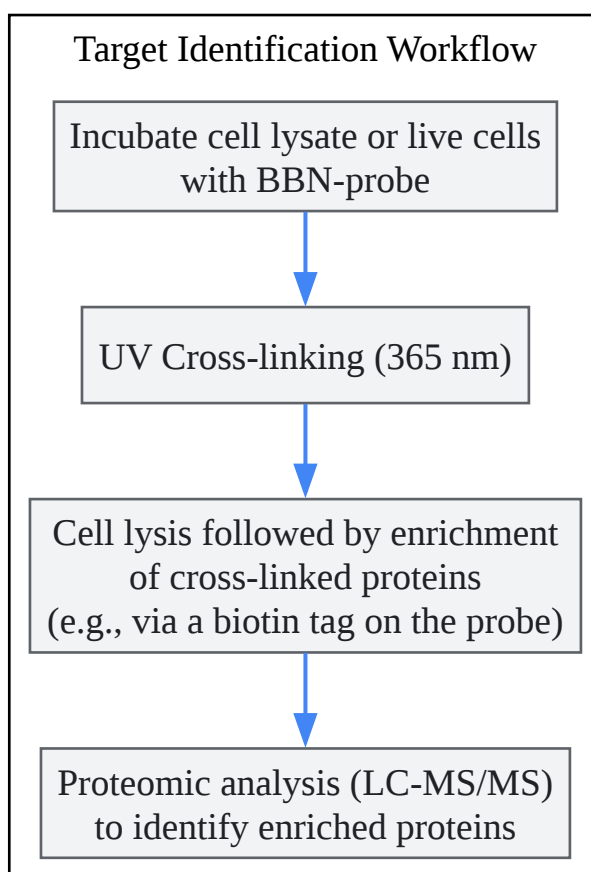 Target Identification Workflow
Incubate cell lysate or live cells
with BBN-probe
UV Cross-linking (365 nm)
Cell lysis followed by enrichment
of cross-linked proteins
(e.g., via a biotin tag on the probe)
Proteomic analysis (LC-MS/MS)
to identify enriched proteins